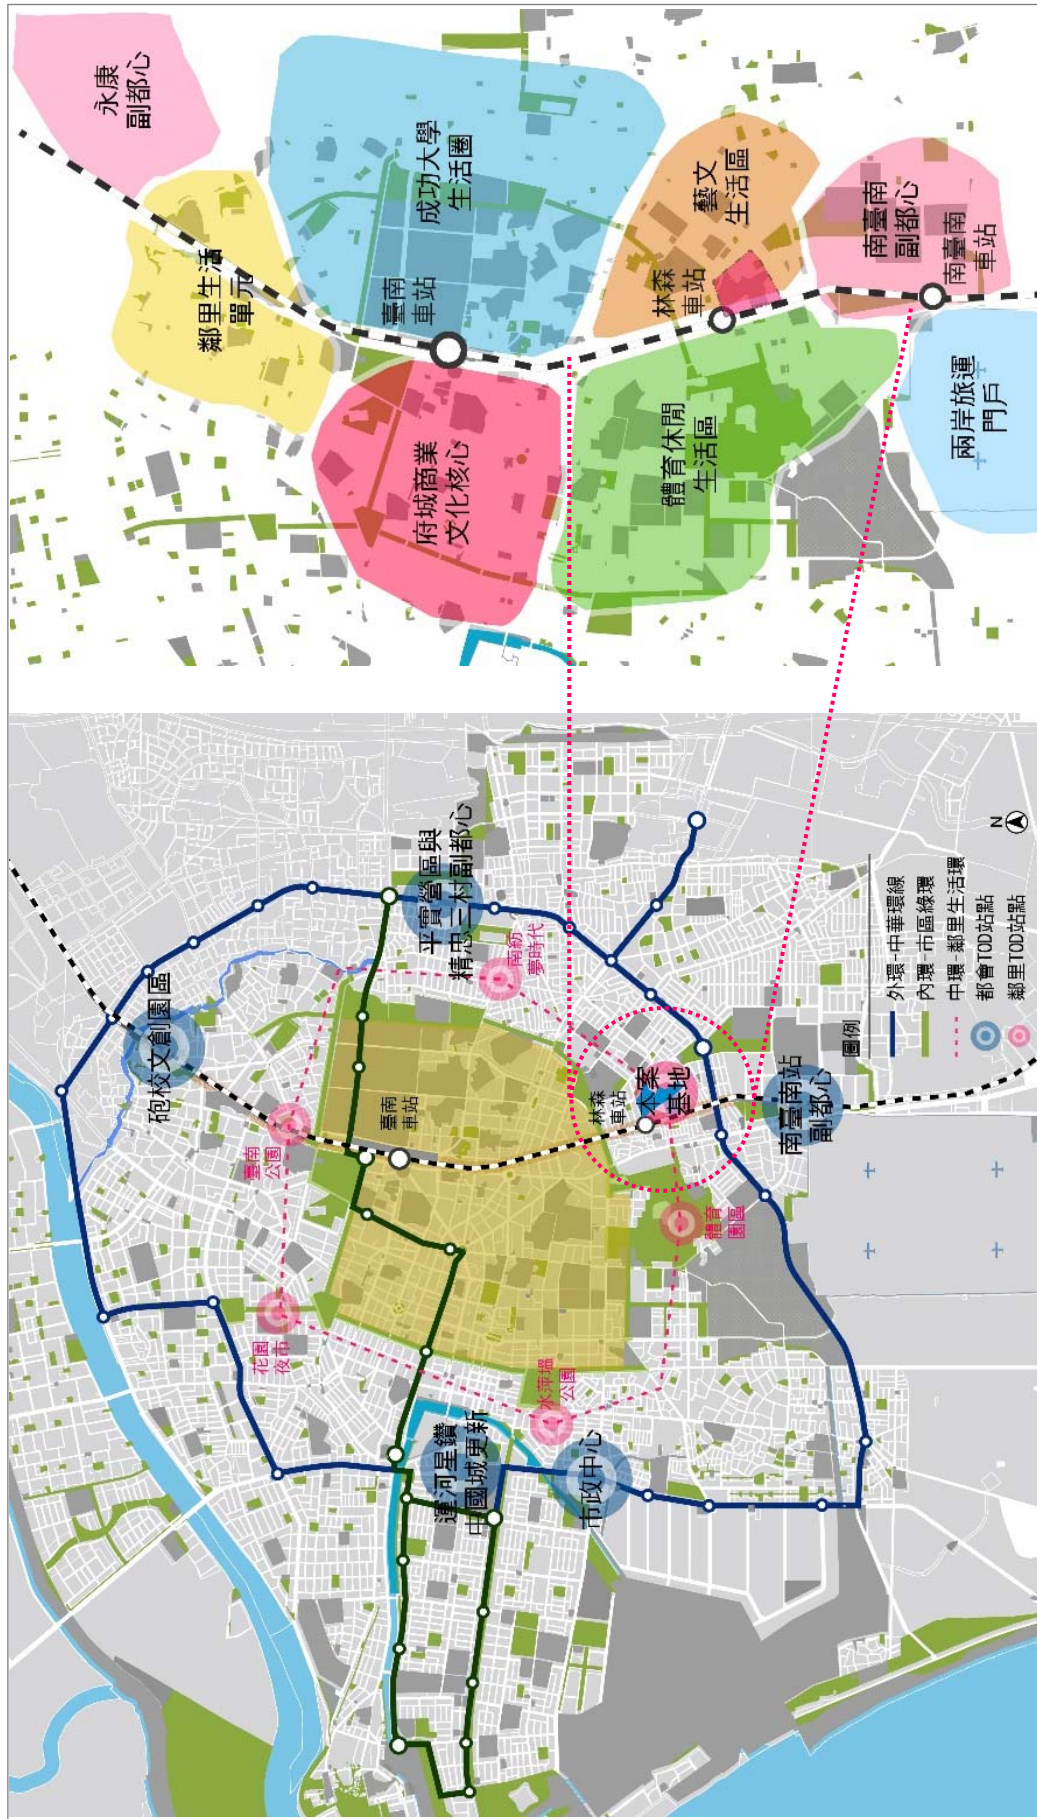 永康
副都心
鄰里生活
單元
成功大學
生活圈
臺南
車站
府城商業
文化核心
藝文
生活區
林森
車站
體育休閒
生活區
南臺南
副都心
南臺南
車站
兩岸旅運
門戶
砲校文創園區
平實營區與
精忠三村副都心
南紡
夢時代
臺南
公園
臺南
車站
花園
夜市
林森
車站
本案
基地
南臺南站
副都心
體育
園區
水萍塭
公園
運河星鑽
中國城更新
市政中心
N
圖例
外環-中華環線
內環-市區綠環
中環-鄰里生活環
都會TOD站點
鄰里TOD站點